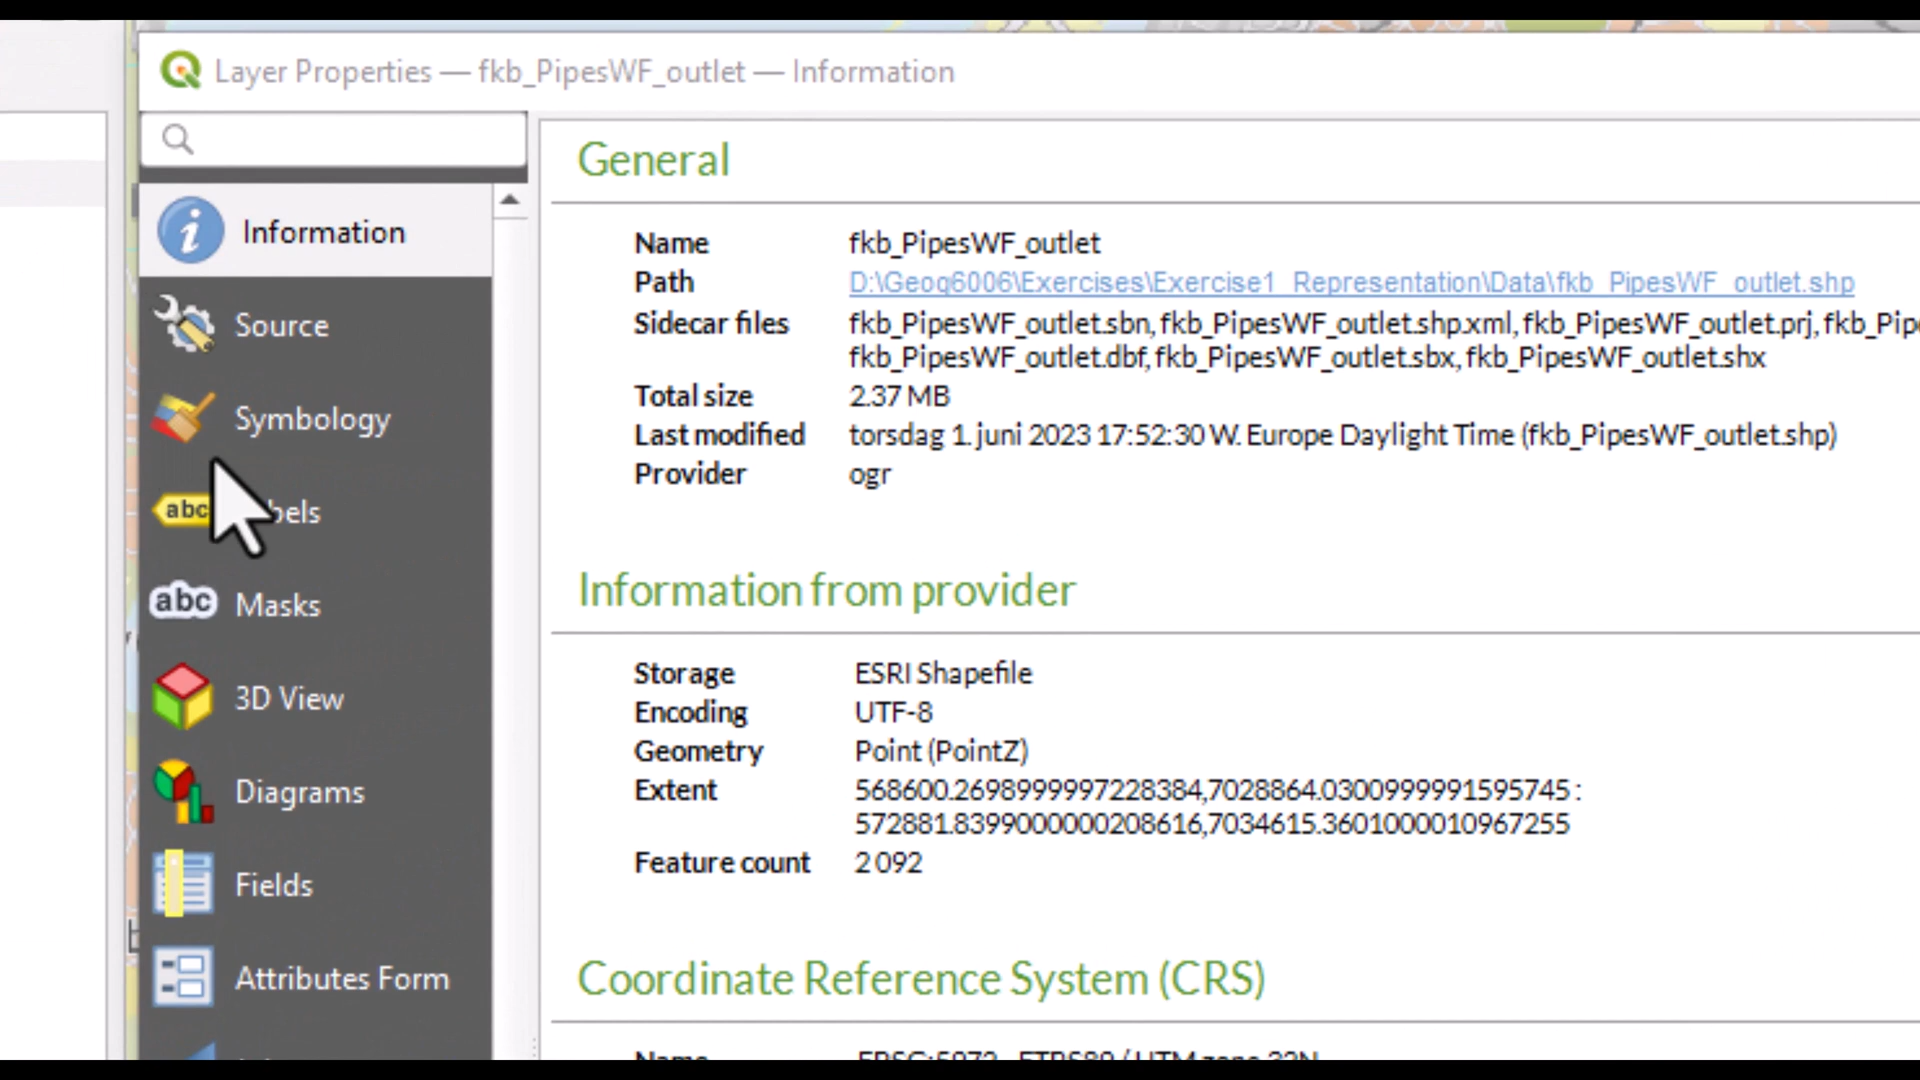 Layer Properties — fkb_PipesWF_outlet — Information
Information
Source
Symbology
abc
abc Masks
3D View
Diagrams
Fields
Attributes Form
General
Name fkb_PipesWF_outlet
Path D:\Geog6006\Exercises\Exercise1_Representation\Data\fkb_PipesWF_outlet.shp
Sidecar files fkb_PipesWF_outlet.sbn, fkb_PipesWF_outlet.shp.xml, fkb_PipesWF_outlet.prj,
fkb_PipesWF_outlet.dbf, fkb_PipesWF_outlet.sbx, fkb_PipesWF_outlet.shx
Total size 2.37 MB
Last modified torsdag 1. juni 2023 17:52:30 W. Europe Daylight Time (fkb_PipesWF_outlet.shp)
Provider ogr
Information from provider
Storage ESRI Shapefile
Encoding UTF-8
Geometry Point (PointZ)
Extent 568600.2698999997228384,7028864.0300999991595745 :
572881.8399000000208616,7034615.3601000010967255
Feature count 2 092
Coordinate Reference System (CRS)
Name